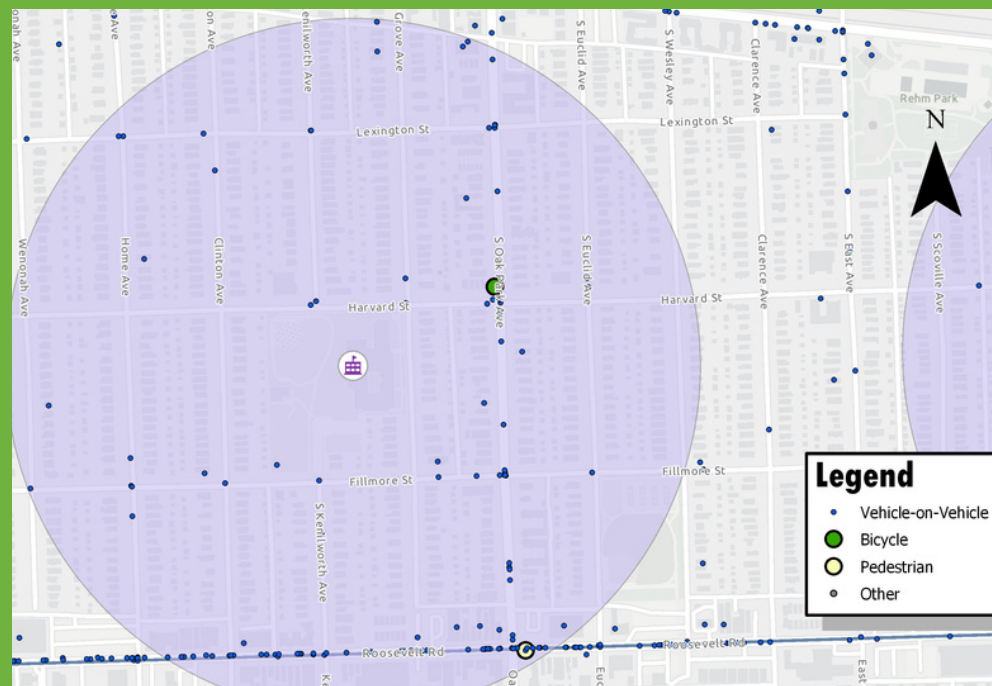 Grove Ave
S Euclid Ave
S Wesley Ave
Clarence Ave
Rehm Park
Lexington St
Lexington St
N
Wenonah Ave
Home Ave
Clinton Ave
S Oak Park Ave
S Euclid Ave
Clarence Ave
S East Ave
S Scoville Ave
Harvard St
Harvard St
Fillmore St
Fillmore St
S Kenilworth Ave
Roosevelt Rd
Roosevelt Rd
East
Legend
Vehicle-on-Vehicle
Bicycle
Pedestrian
Other